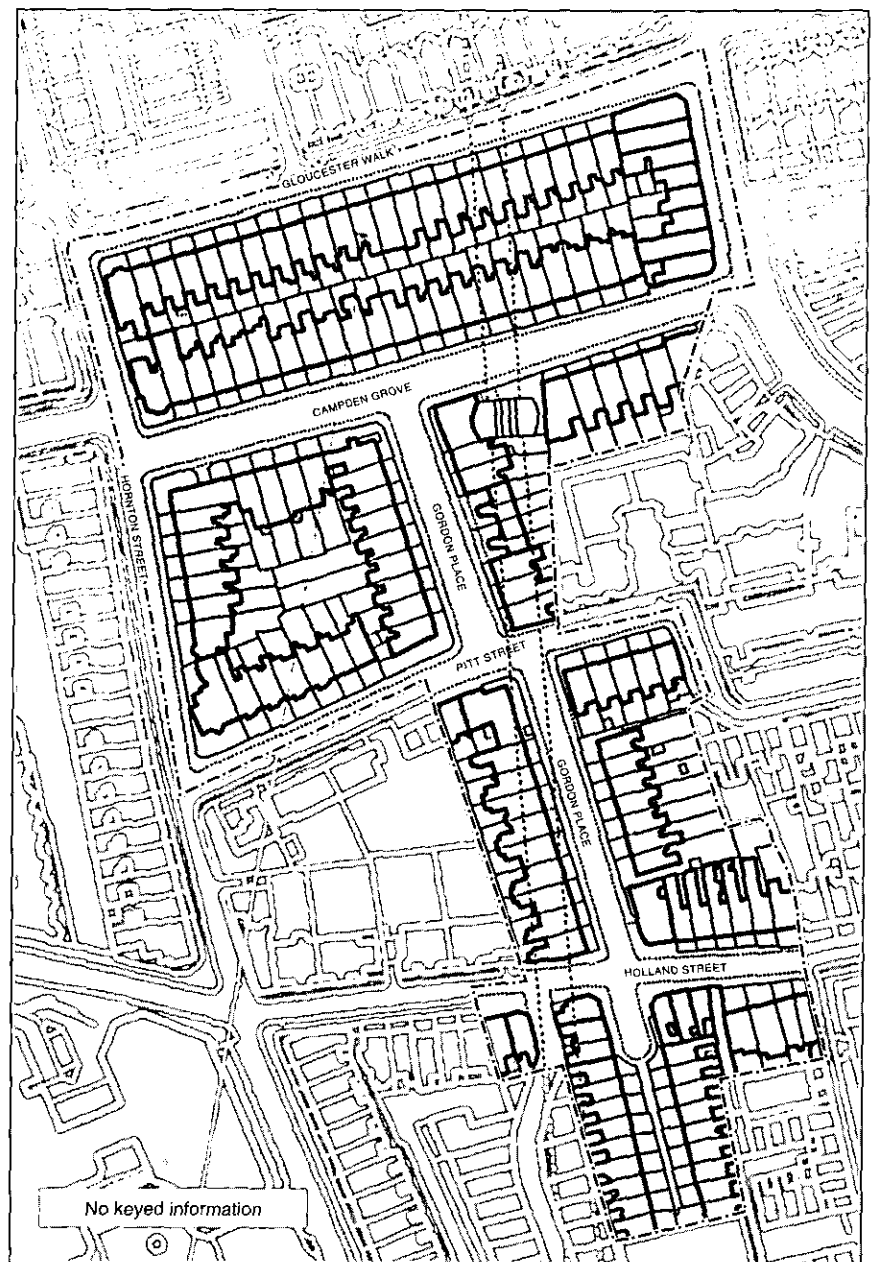 GLOUCESTER WALK
CAMPDEN GROVE
HORNTON STREET
GORDON PLACE
PITT STREET
GORDON PLACE
HOLLAND STREET
No keyed information